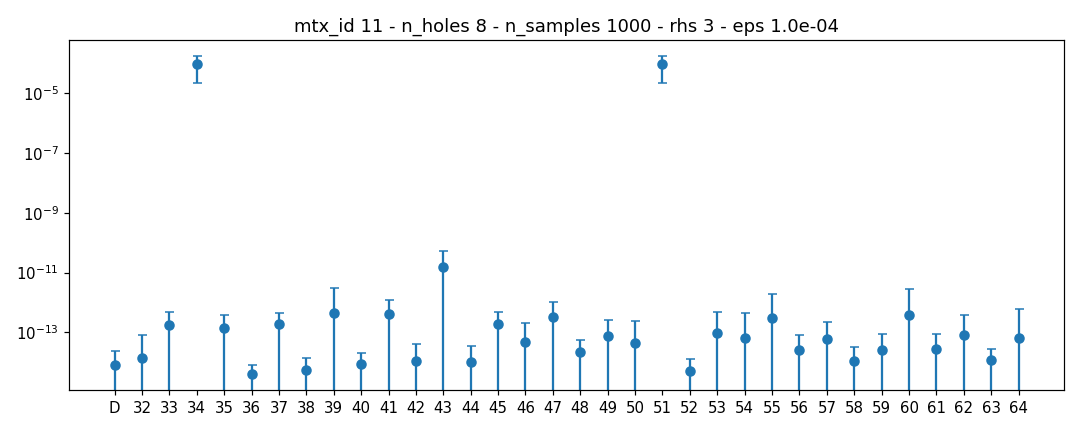 mtx_id 11 - n_holes 8 - n_samples 1000 - rhs 3 - eps 1.0e-04
10⁻⁵
10⁻⁷
10⁻⁹
10⁻¹¹
10⁻¹³
D 32 33 34 35 36 37 38 39 40 41 42 43 44 45 46 47 48 49 50 51 52 53 54 55 56 57 58 59 60 61 62 63 64